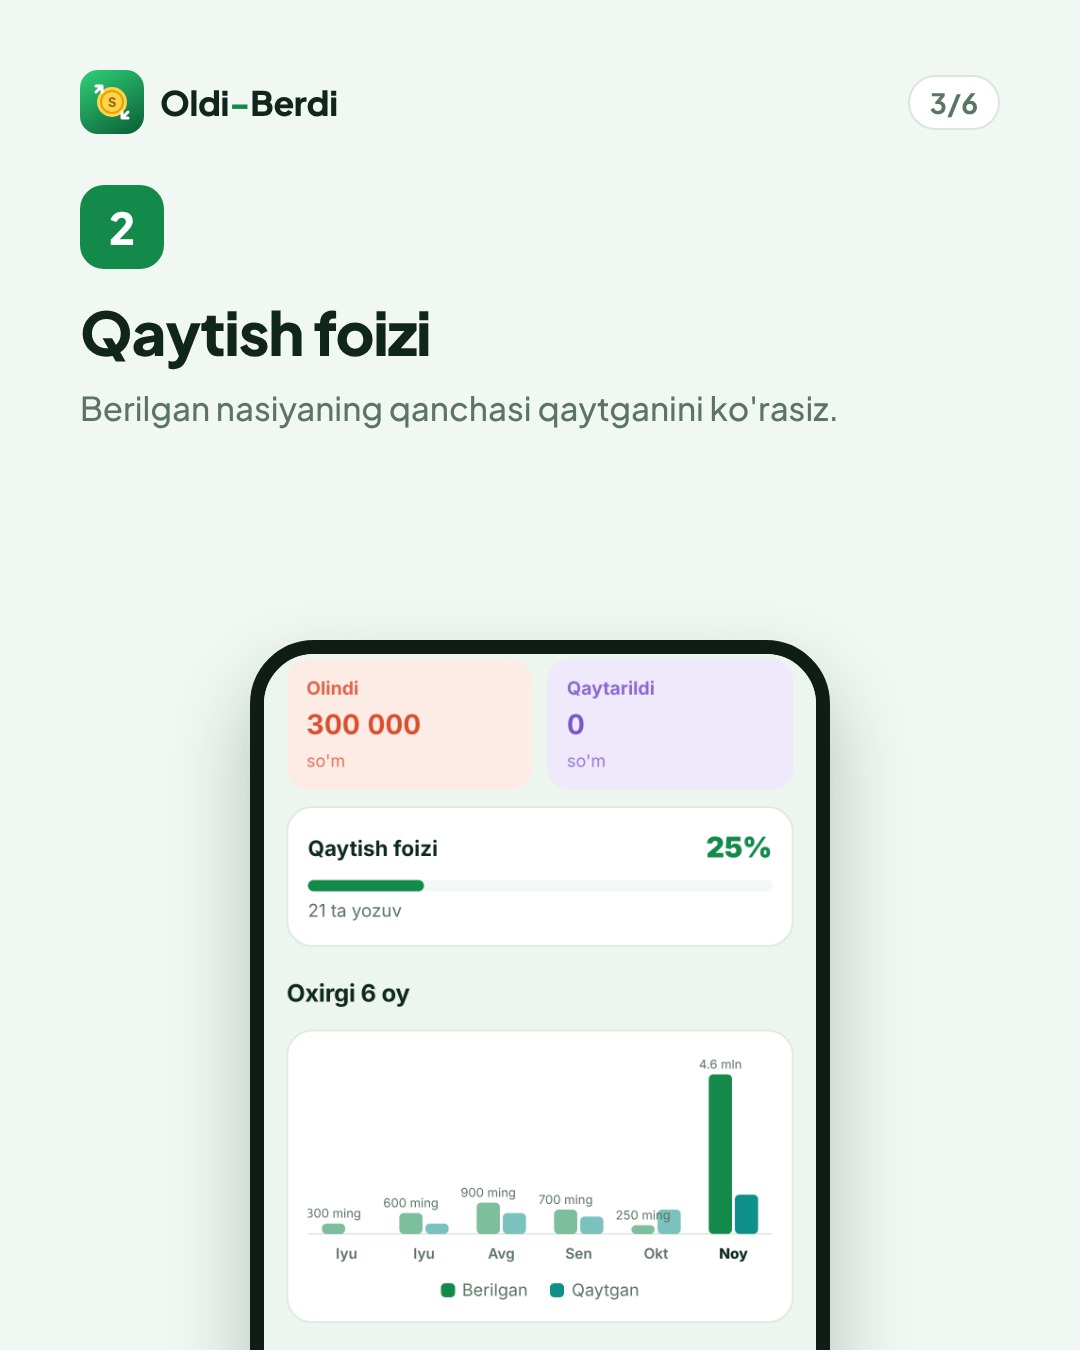 S
Oldi-Berdi
3/6
2
Qaytish foizi
Berilgan nasiyaning qanchasi qaytganini ko'rasiz.
Olindi
300 000
so'm
Qaytarildi
0
so'm
Qaytish foizi
25%
21 ta yozuv
Oxirgi 6 oy
4.6 mln
300 ming
600 ming
900 ming
700 ming
250 ming
Iyu
Iyu
Avg
Sen
Okt
Noy
Berilgan
Qaytgan